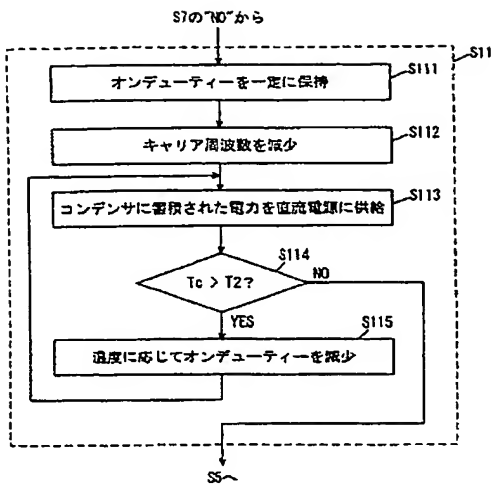 S7の"NO"から
S11
オンデューティーを一定に保持
S111
キャリア周波数を減少
S112
コンデンサに蓄積された電力を直流電源に供給
S113
Tc > T2?
S114
NO
YES
温度に応じてオンデューティーを減少
S115
S5へ